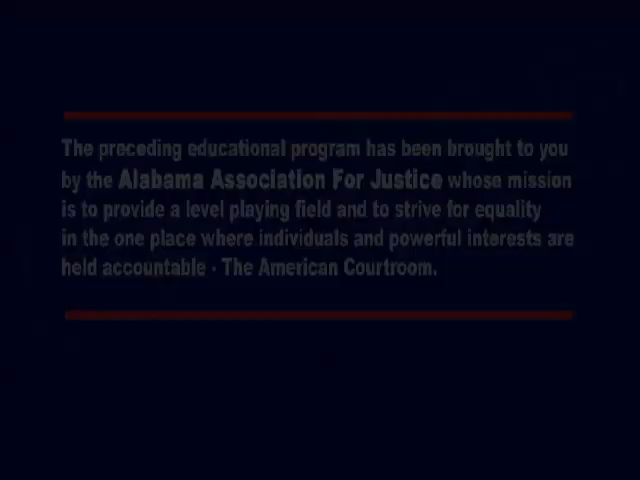 The preceding educational program has been brought to you
by the Alabama Association For Justice whose mission
is to provide a level playing field and to strive for equality
in the one place where individuals and powerful interests are
held accountable - The American Courtroom.